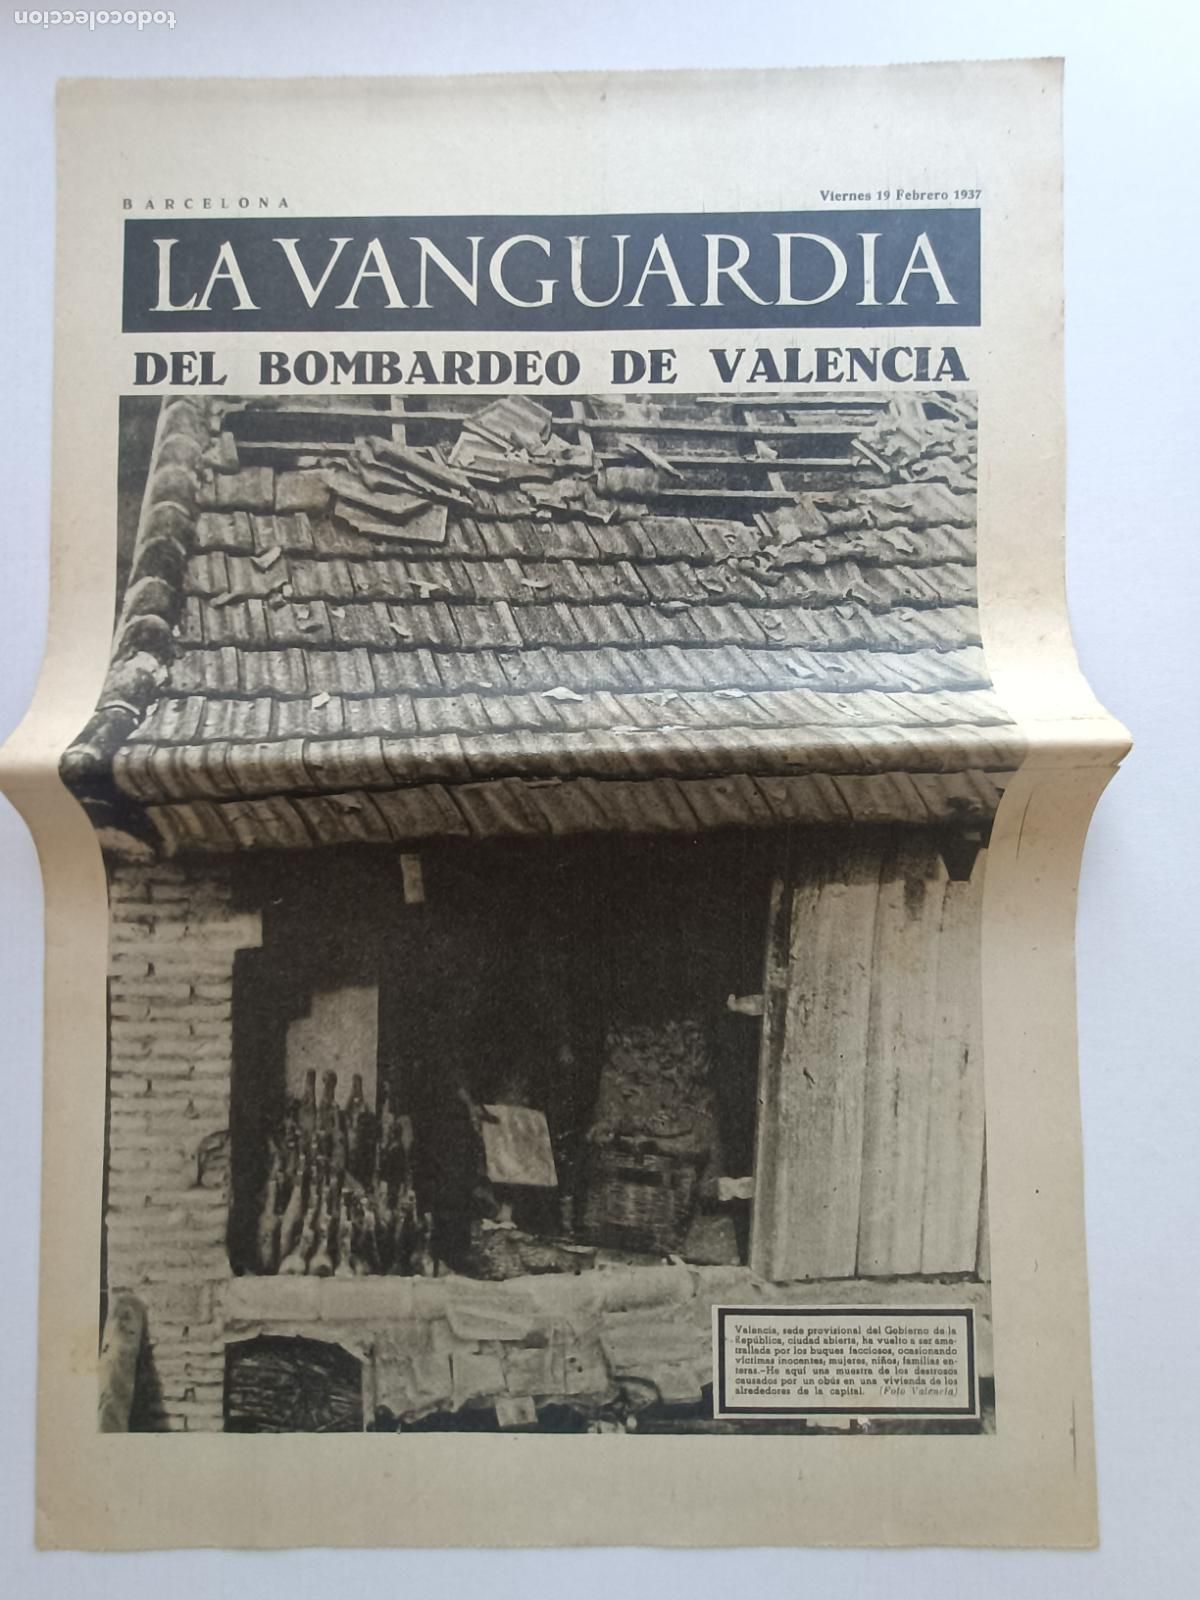 todocoleccion
BARCELONA
Viernes 19 Febrero 1937
LA VANGUARDIA
DEL BOMBARDEO DE VALENCIA
Valencia, sede provisional del Gobierno de la
República, ciudad abierta, ha vuelto a ser ame-
trallada por los buques facciosos, ocasionando
víctimas inocentes; mujeres, niños; familias en-
teras.—He aquí una muestra de los destrosos
causados por un obús en una vivienda de los
alrededores de la capital. (Foto Valencia)